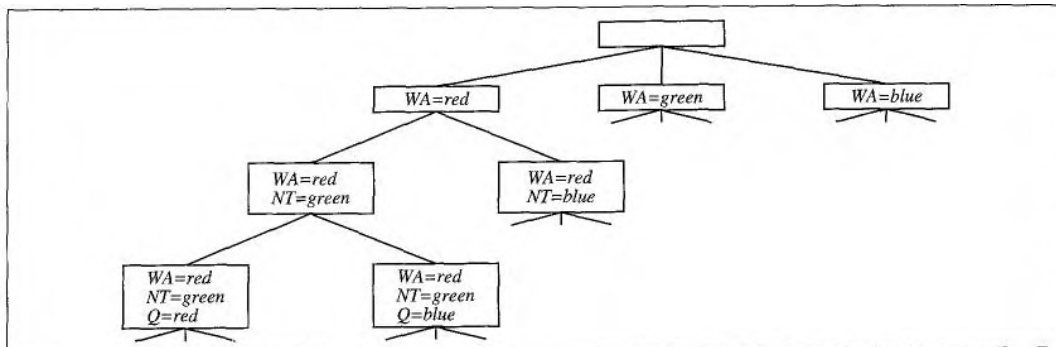 WA=red
WA=green
WA=blue
WA=red
NT=green
WA=red
NT=blue
WA=red
NT=green
Q=red
WA=red
NT=green
Q=blue